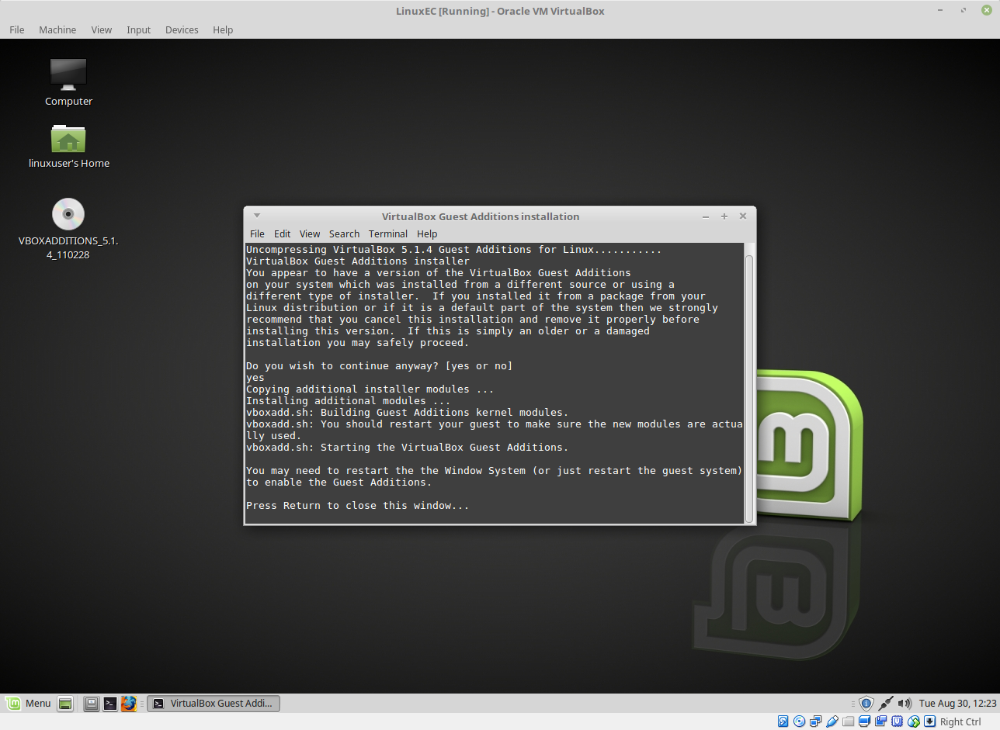 LinuxEC [Running] - Oracle VM VirtualBox
File Machine View Input Devices Help
Computer
linuxuser's Home
VBOXADDITIONS_5.1.
4_110228
VirtualBox Guest Additions installation
File Edit View Search Terminal Help
Uncompressing VirtualBox 5.1.4 Guest Additions for Linux...........
VirtualBox Guest Additions installer
You appear to have a version of the VirtualBox Guest Additions
on your system which was installed from a different source or using a
different type of installer.  If you installed it from a package from your
Linux distribution or if it is a default part of the system then we strongly
recommend that you cancel this installation and remove it properly before
installing this version.  If this is simply an older or a damaged
installation you may safely proceed.
Do you wish to continue anyway? [yes or no]
yes
Copying additional installer modules ...
Installing additional modules ...
vboxadd.sh: Building Guest Additions kernel modules.
vboxadd.sh: You should restart your guest to make sure the new modules are actua
lly used.
vboxadd.sh: Starting the VirtualBox Guest Additions.
You may need to restart the the Window System (or just restart the guest system)
to enable the Guest Additions.
Press Return to close this window...
Menu VirtualBox Guest Addi... Tue Aug 30, 12:23
Right Ctrl